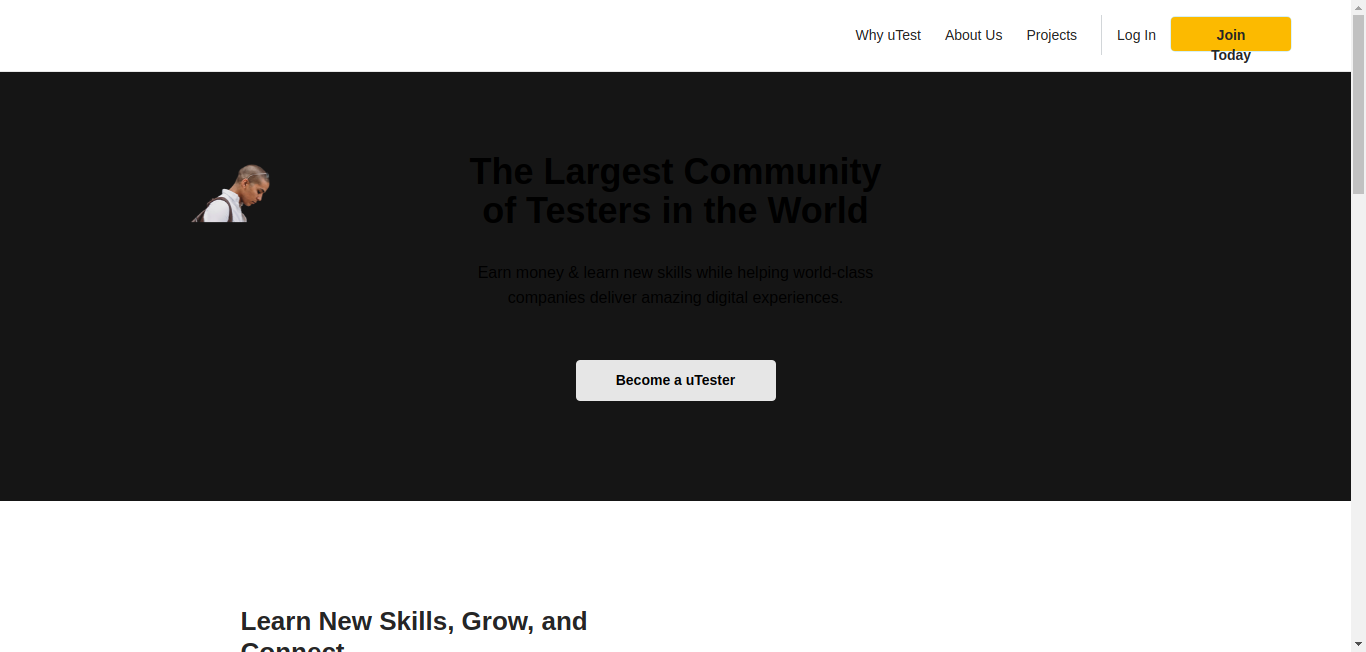 Why uTest About Us Projects Log In Join
Today
The Largest Community
of Testers in the World
Earn money & learn new skills while helping world-class
companies deliver amazing digital experiences.
Become a uTester
Learn New Skills, Grow, and
Connect